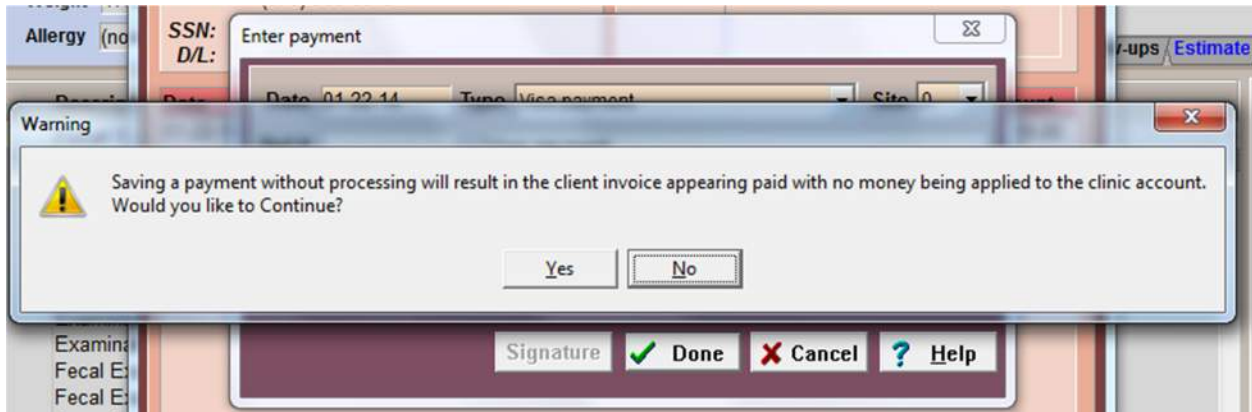 Allergy (no
SSN:
D/L:
Enter payment
-ups Estimate
Date 01-22-14 Type Visa payment Site 0
Warning
Saving a payment without processing will result in the client invoice appearing paid with no money being applied to the clinic account.
Would you like to Continue?
Yes No
Examina
Fecal E
Fecal E
Signature Done Cancel ? Help